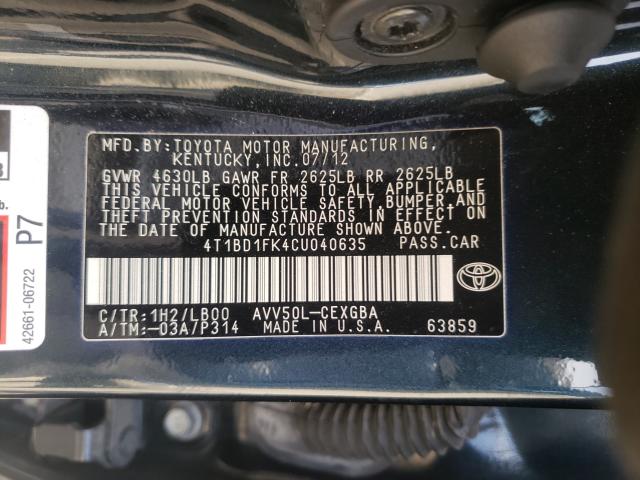 MFD.BY:TOYOTA MOTOR MANUFACTURING,
KENTUCKY,INC.07/12
GVWR 4630LB GAWR FR 2625LB RR 2625LB
THIS VEHICLE CONFORMS TO ALL APPLICABLE
FEDERAL MOTOR VEHICLE SAFETY,BUMPER,AND
THEFT PREVENTION STANDARDS IN EFFECT ON
THE DATE OF MANUFACTURE SHOWN ABOVE.
4T1BD1FK4CU040635 PASS.CAR
C/TR:1H2/LB00 AVV50L-CEXGBA
A/TM:-03A/P314 MADE IN U.S.A. 63859
P7
42661-06722